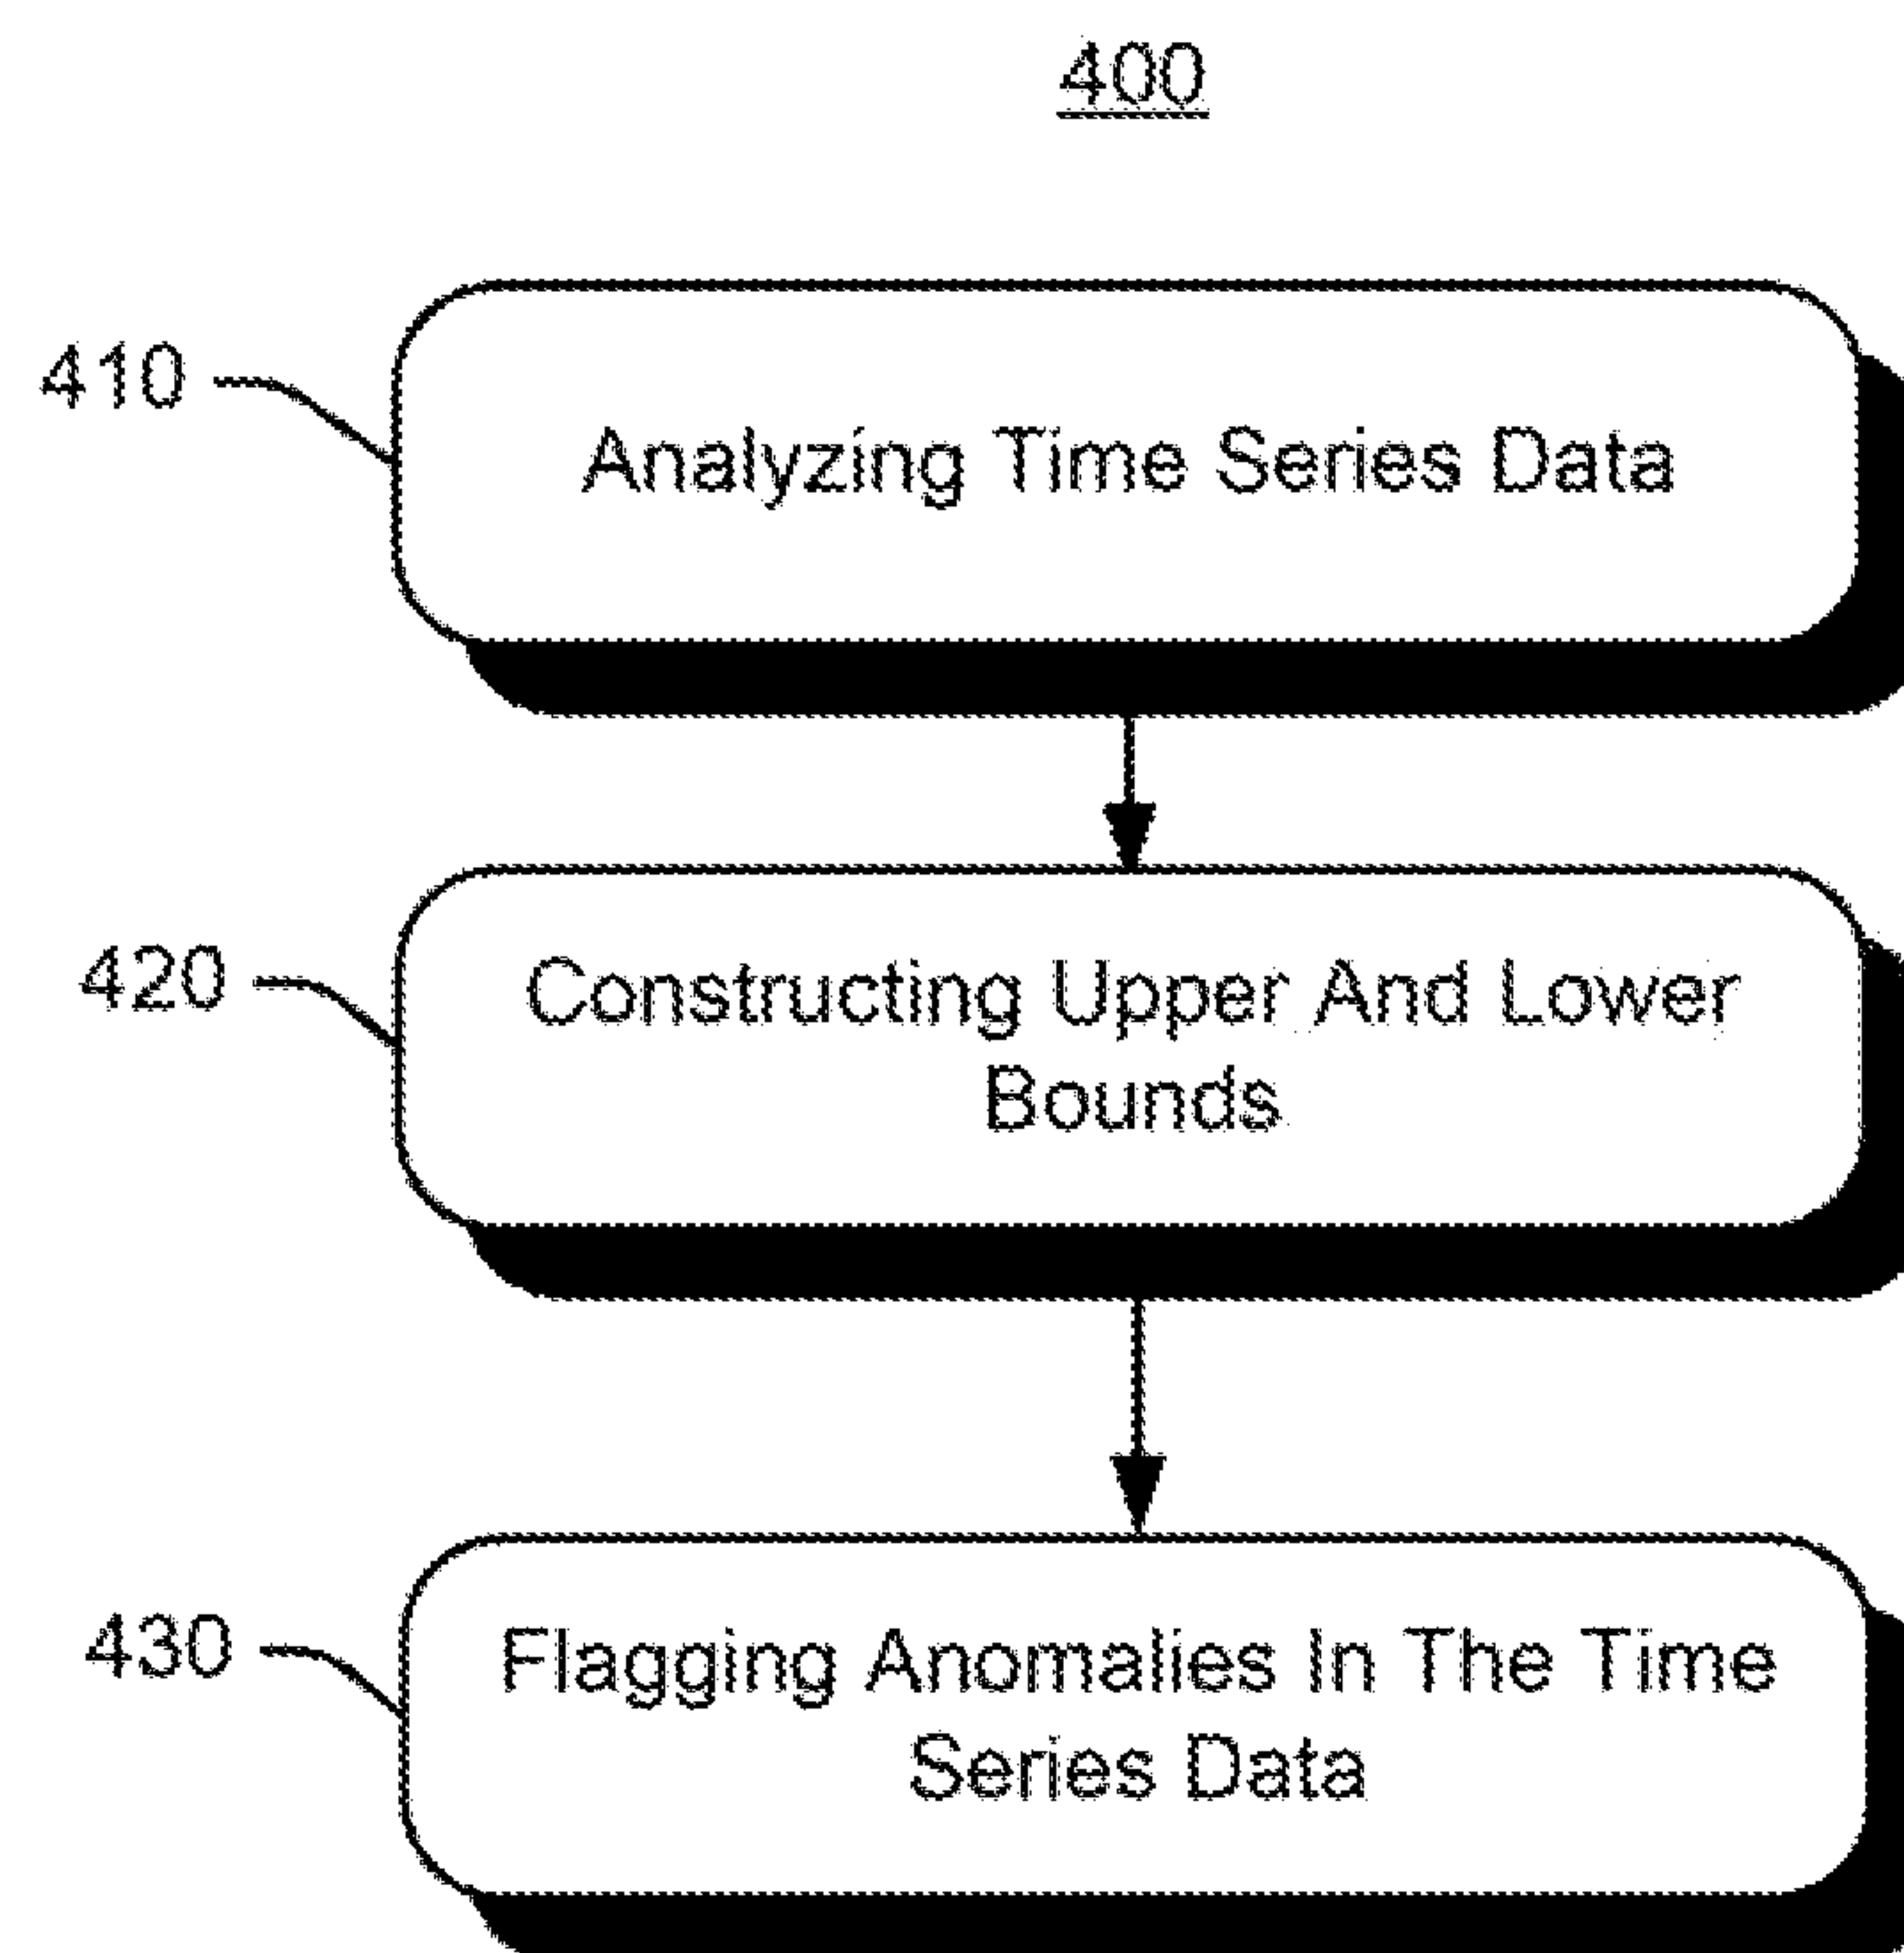 400
410
Analyzing Time Series Data
420
Constructing Upper And Lower
Bounds
430
Flagging Anomalies In The Time
Series Data